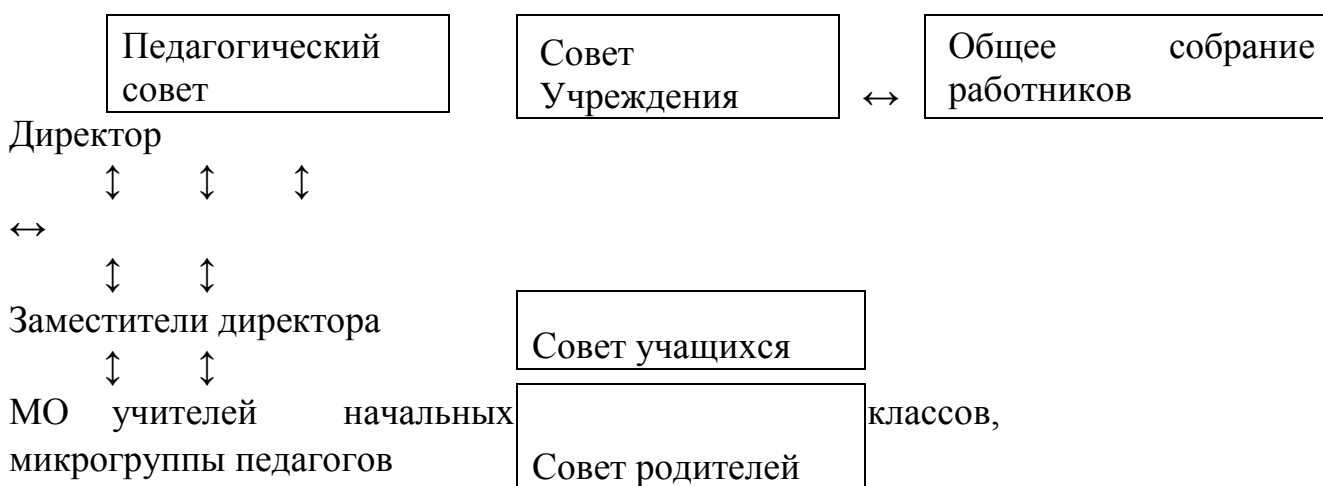 Педагогический
совет
Совет
Учреждения
↔
Общее собрание
работников
Директор
↕ ↕ ↕
↔
↕ ↕
Заместители директора
Совет учащихся
↕ ↕
МО учителей начальных классов,
микрогруппы педагогов
Совет родителей